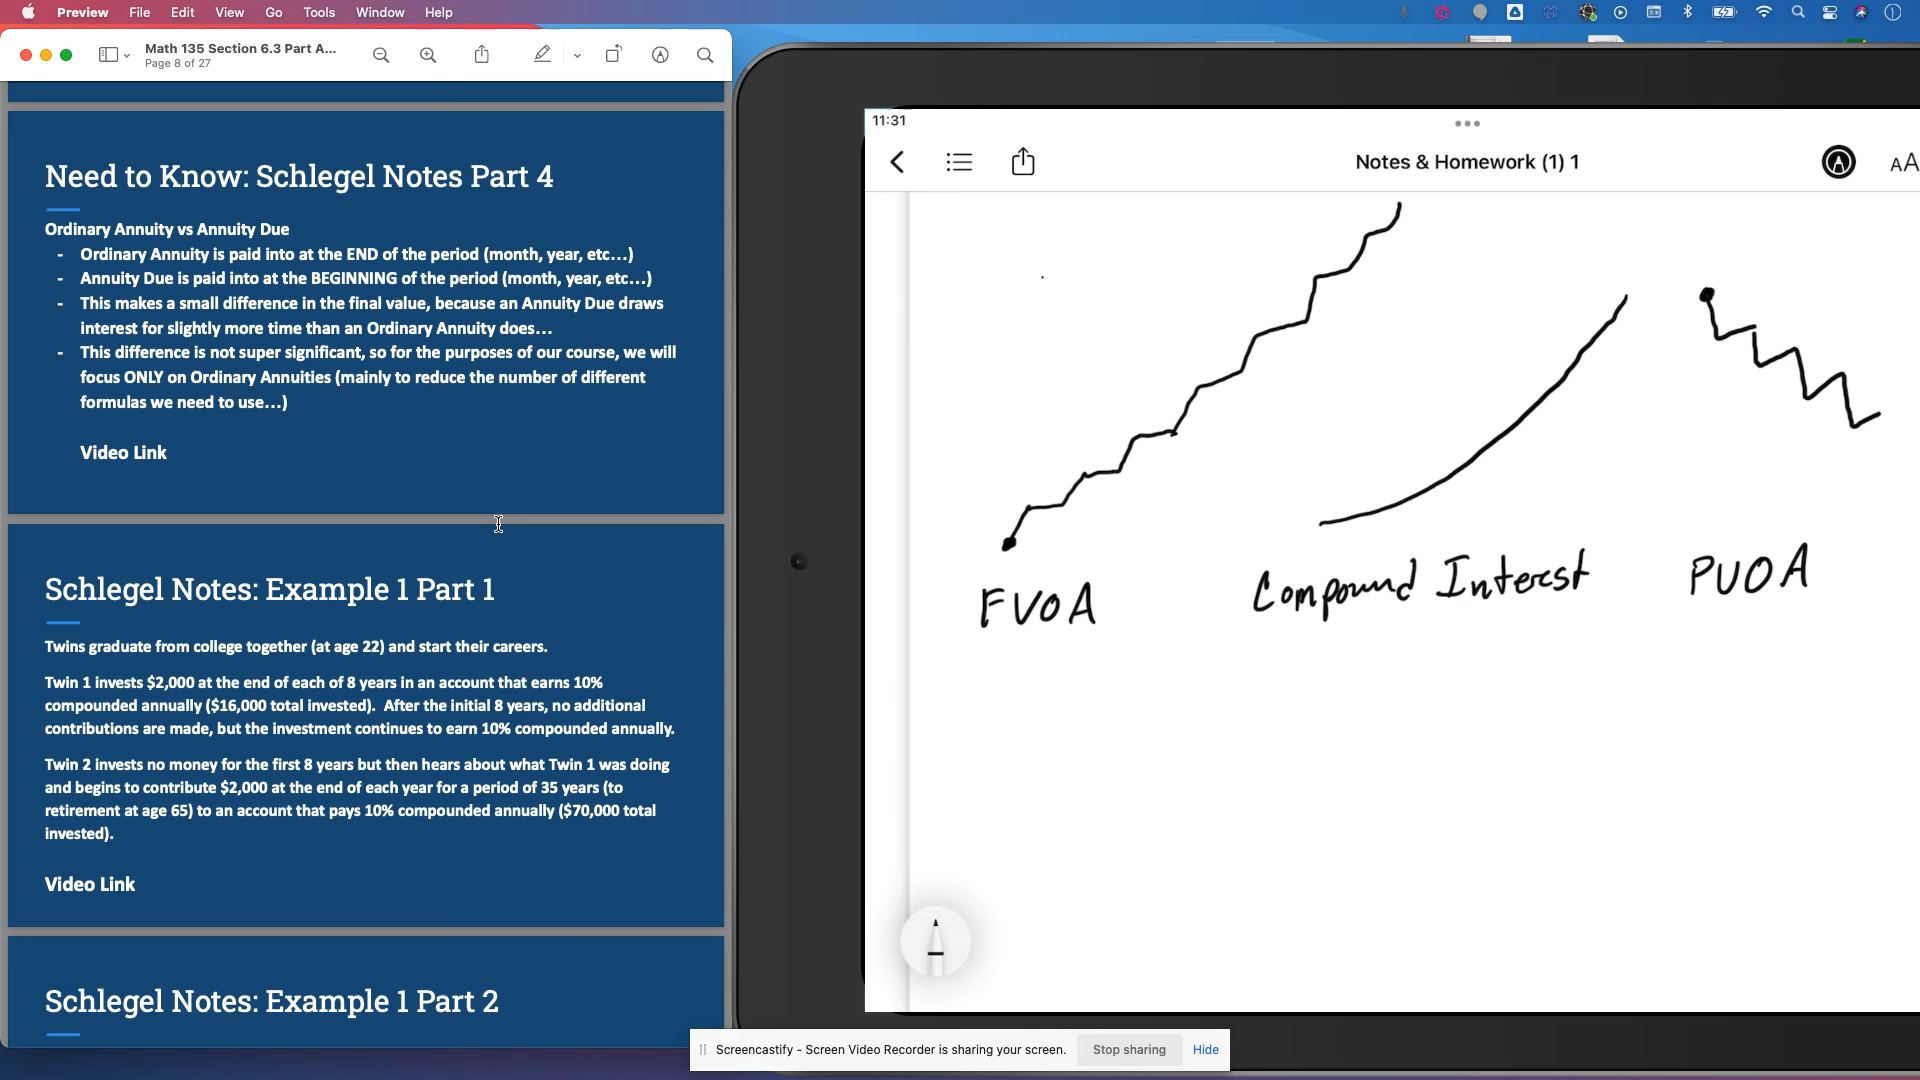 Preview File Edit View Go Tools Window Help
Math 135 Section 6.3 Part A...
Page 8 of 27
Need to Know: Schlegel Notes Part 4
Ordinary Annuity vs Annuity Due
- Ordinary Annuity is paid into at the END of the period (month, year, etc...)
- Annuity Due is paid into at the BEGINNING of the period (month, year, etc...)
- This makes a small difference in the final value, because an Annuity Due draws
interest for slightly more time than an Ordinary Annuity does...
- This difference is not super significant, so for the purposes of our course, we will
focus ONLY on Ordinary Annuities (mainly to reduce the number of different
formulas we need to use...)
Video Link
Schlegel Notes: Example 1 Part 1
Twins graduate from college together (at age 22) and start their careers.
Twin 1 invests $2,000 at the end of each of 8 years in an account that earns 10%
compounded annually ($16,000 total invested). After the initial 8 years, no additional
contributions are made, but the investment continues to earn 10% compounded annually.
Twin 2 invests no money for the first 8 years but then hears about what Twin 1 was doing
and begins to contribute $2,000 at the end of each year for a period of 35 years (to
retirement at age 65) to an account that pays 10% compounded annually ($70,000 total
invested).
Video Link
Schlegel Notes: Example 1 Part 2
11:31
Notes & Homework (1) 1
AA
FVOA
Compound Interest
PVOA
Screencastify - Screen Video Recorder is sharing your screen. Stop sharing Hide